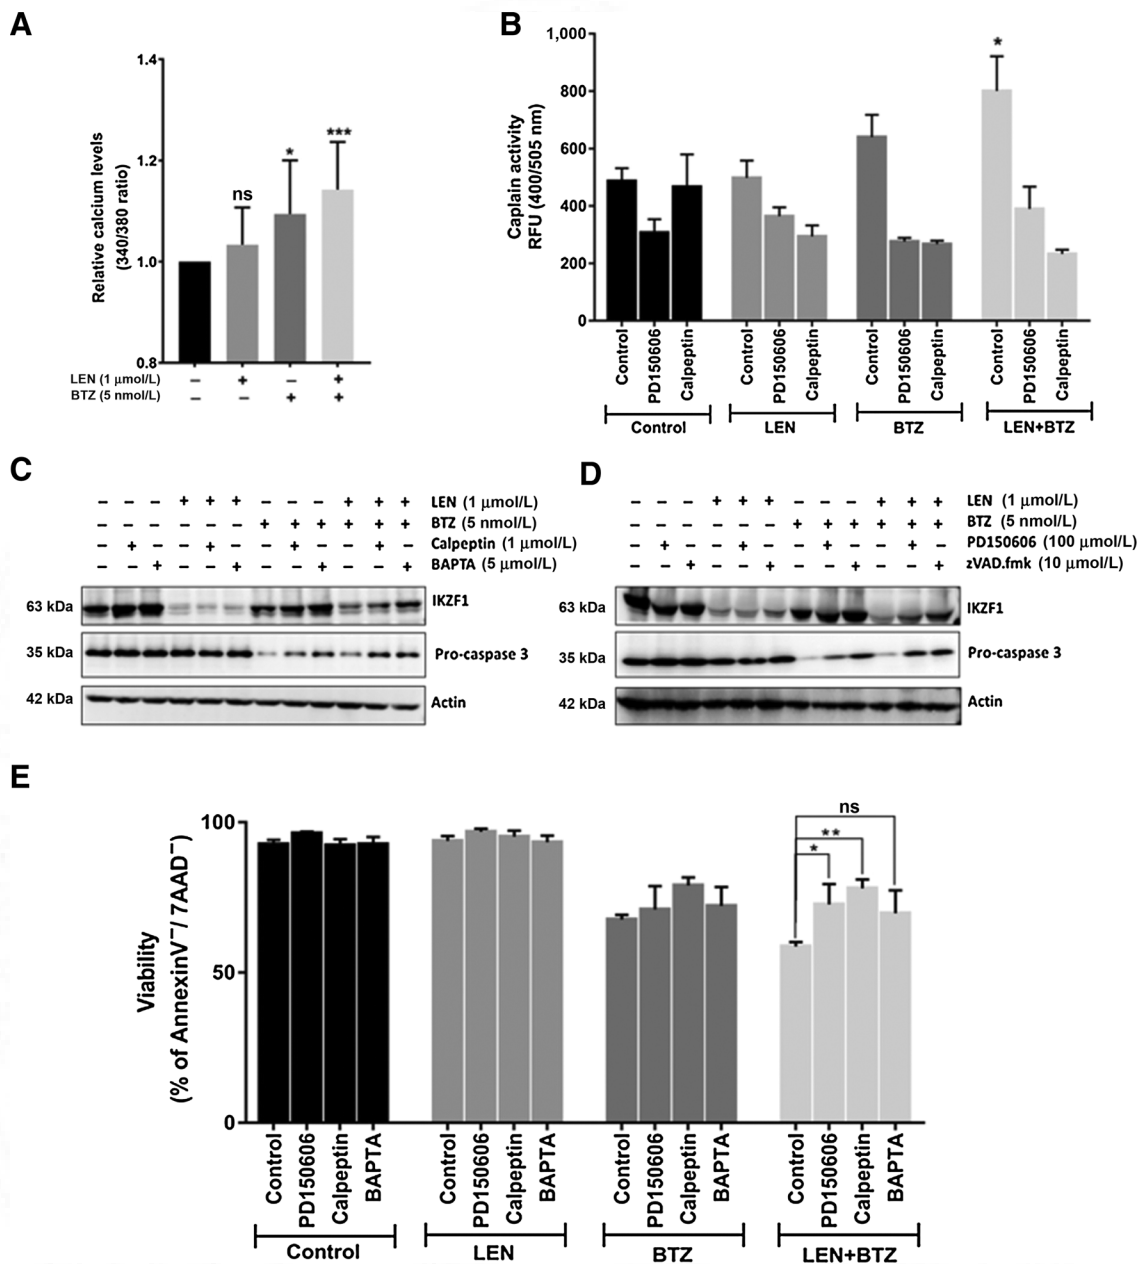 A
1.4
1.2
1.0
0.8
Relative calcium levels
(340/380 ratio)
ns
*
***
LEN (1 μmol/L) – + – +
BTZ (5 nmol/L) – – + +
B
1,000
800
600
400
200
0
Caplain activity
RFU (400/505 nm)
*
Control PD150606 Calpeptin Control PD150606 Calpeptin Control PD150606 Calpeptin Control PD150606 Calpeptin
Control LEN BTZ LEN+BTZ
C
– – – + + + – – – + + + LEN (1 μmol/L)
– – – – – – + + + + + + BTZ (5 nmol/L)
– + – – + – – + – – + – Calpeptin (1 μmol/L)
– – + – – + – – + – – + BAPTA (5 μmol/L)
63 kDa IKZF1
35 kDa Pro-caspase 3
42 kDa Actin
D
– – – + + + – – – + + + LEN (1 μmol/L)
– – – – – – + + + + + + BTZ (5 nmol/L)
– + – – + – – + – – + – PD150606 (100 μmol/L)
– – + – – + – – + – – + zVAD.fmk (10 μmol/L)
63 kDa IKZF1
35 kDa Pro-caspase 3
42 kDa Actin
E
100
50
0
Viability
(% of AnnexinV⁻/ 7AAD⁻)
ns
**
*
Control PD150606 Calpeptin BAPTA Control PD150606 Calpeptin BAPTA Control PD150606 Calpeptin BAPTA Control PD150606 Calpeptin BAPTA
Control LEN BTZ LEN+BTZ